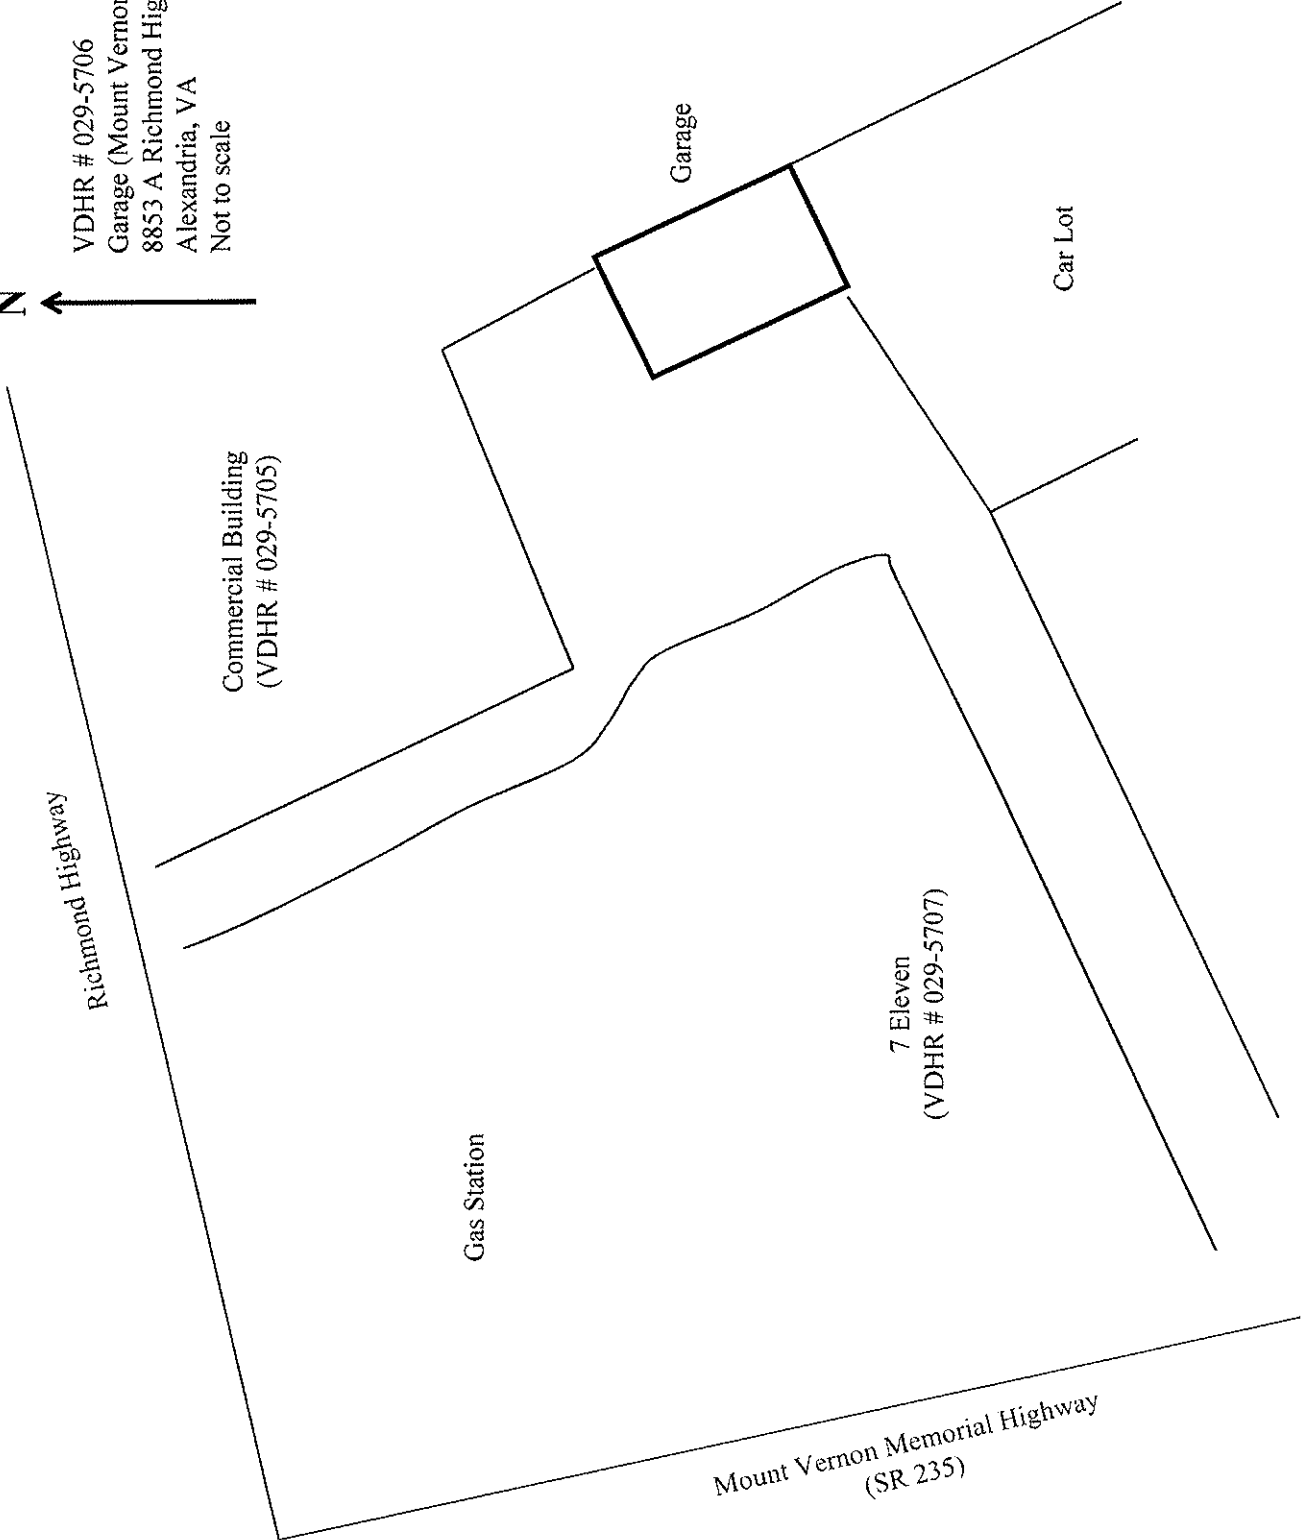 N
VDHR # 029-5706
Garage (Mount Vernon
8853 A Richmond Hig
Alexandria, VA
Not to scale
Richmond Highway
Commercial Building
(VDHR # 029-5705)
Garage
Car Lot
Gas Station
7 Eleven
(VDHR # 029-5707)
Mount Vernon Memorial Highway
(SR 235)